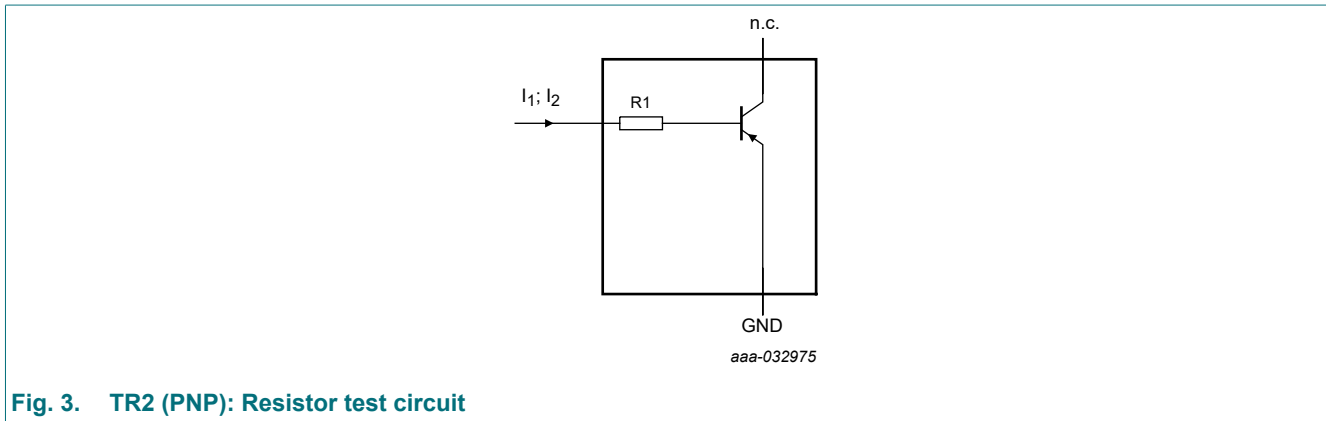 n.c.
I1; I2
R1
GND
aaa-032975
Fig. 3. TR2 (PNP): Resistor test circuit